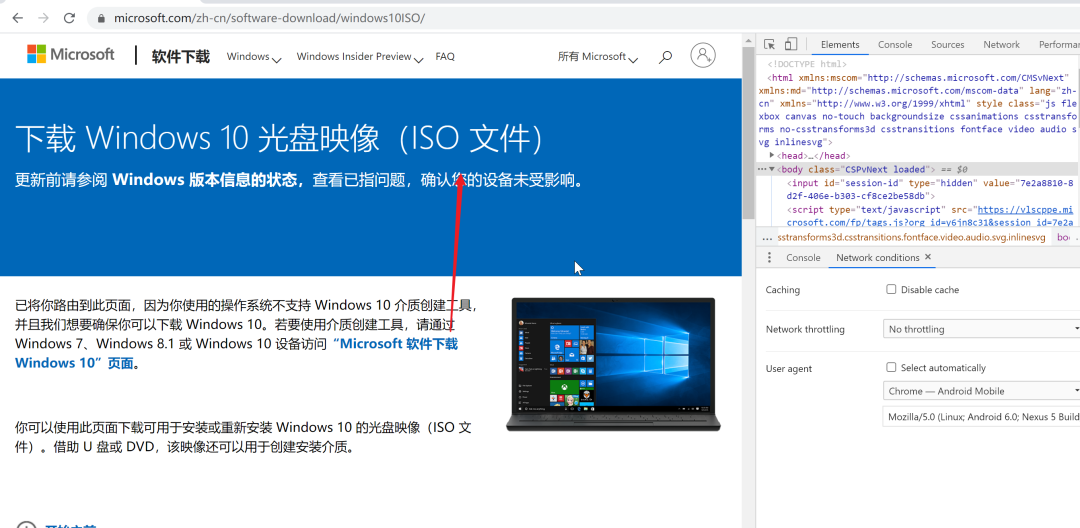 microsoft.com/zh-cn/software-download/windows10ISO/
Microsoft 软件下载 Windows Windows Insider Preview FAQ 所有 Microsoft
下载 Windows 10 光盘映像（ISO 文件）
更新前请参阅 Windows 版本信息的状态，查看已指问题，确认您的设备未受影响。
已将你路由到此页面，因为你使用的操作系统不支持 Windows 10 介质创建工具，
并且我们想要确保你可以下载 Windows 10。若要使用介质创建工具，请通过
Windows 7、Windows 8.1 或 Windows 10 设备访问“Microsoft 软件下载
Windows 10”页面。
你可以使用此页面下载可用于安装或重新安装 Windows 10 的光盘映像（ISO 文
件）。借助 U 盘或 DVD，该映像还可以用于创建安装介质。
Elements Console Sources Network Performa
<!DOCTYPE html>
<html xmlns:mscom="http://schemas.microsoft.com/CMSvNext"
xmlns:md="http://schemas.microsoft.com/mscom-data" lang="zh-
cn" xmlns="http://www.w3.org/1999/xhtml" style class="js fle
xbox canvas no-touch backgroundsize cssanimations csstransfo
rms no-csstransforms3d csstransitions fontface video audio s
vg inlinesvg">
<head>…</head>
<body class="CSPvNext loaded"> == $0
<input id="session-id" type="hidden" value="7e2a8810-8
d2f-406e-b303-cf8ce2be58db">
<script type="text/javascript" src="https://vlscppe.mi
crosoft.com/fp/tags.js?org_id=y6jn8c31&session_id=7e2a
... sstransforms3d.csstransitions.fontface.video.audio.svg.inlinesvg bo
Console Network conditions ×
Caching Disable cache
Network throttling No throttling
User agent Select automatically
Chrome — Android Mobile
Mozilla/5.0 (Linux; Android 6.0; Nexus 5 Build